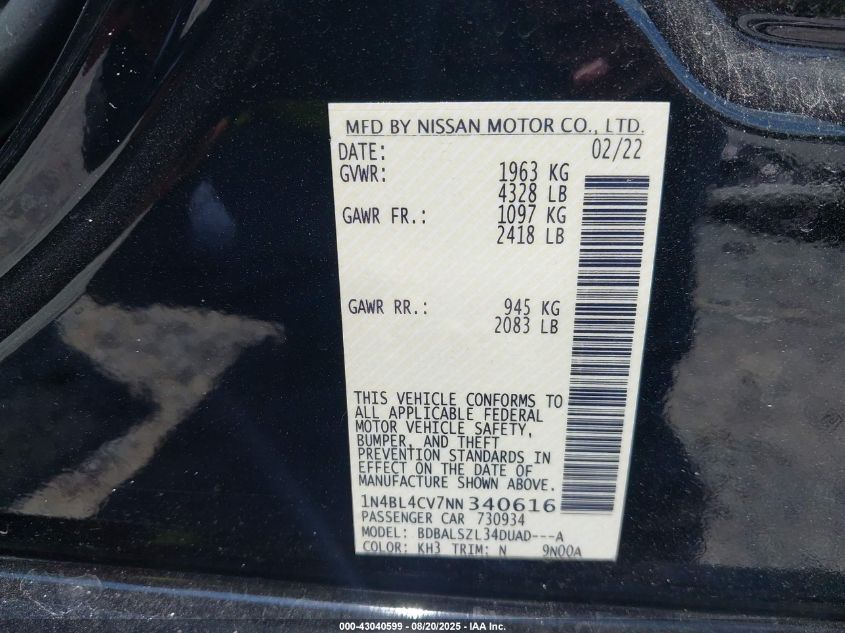 MFD BY NISSAN MOTOR CO., LTD.
DATE: 02/22
GVWR: 1963 KG
4328 LB
GAWR FR.: 1097 KG
2418 LB
GAWR RR.: 945 KG
2083 LB
THIS VEHICLE CONFORMS TO
ALL APPLICABLE FEDERAL
MOTOR VEHICLE SAFETY,
BUMPER, AND THEFT
PREVENTION STANDARDS IN
EFFECT ON THE DATE OF
MANUFACTURE SHOWN ABOVE.
1N4BL4CV7NN340616
PASSENGER CAR 730934
MODEL: BDBALSZL34DUAD---A
COLOR: KH3 TRIM: N 9N00A
000-43040599 - 08/20/2025 - IAA Inc.